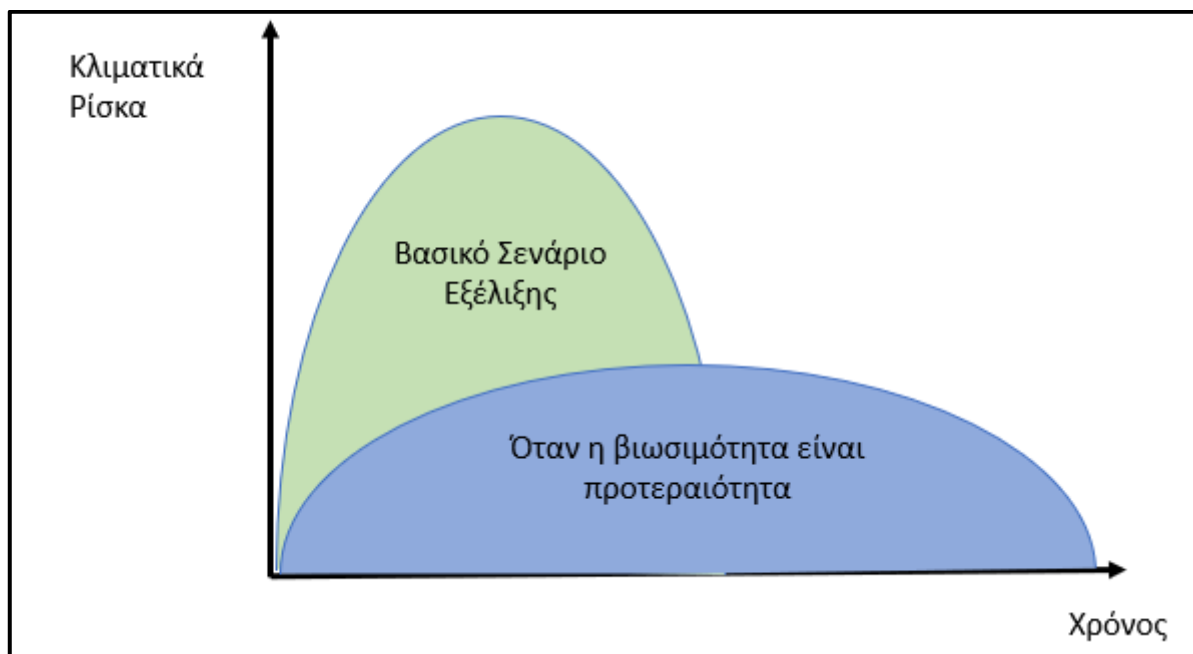 Κλιματικά
Ρίσκα
Βασικό Σενάριο
Εξέλιξης
Όταν η βιωσιμότητα είναι
προτεραιότητα
Χρόνος